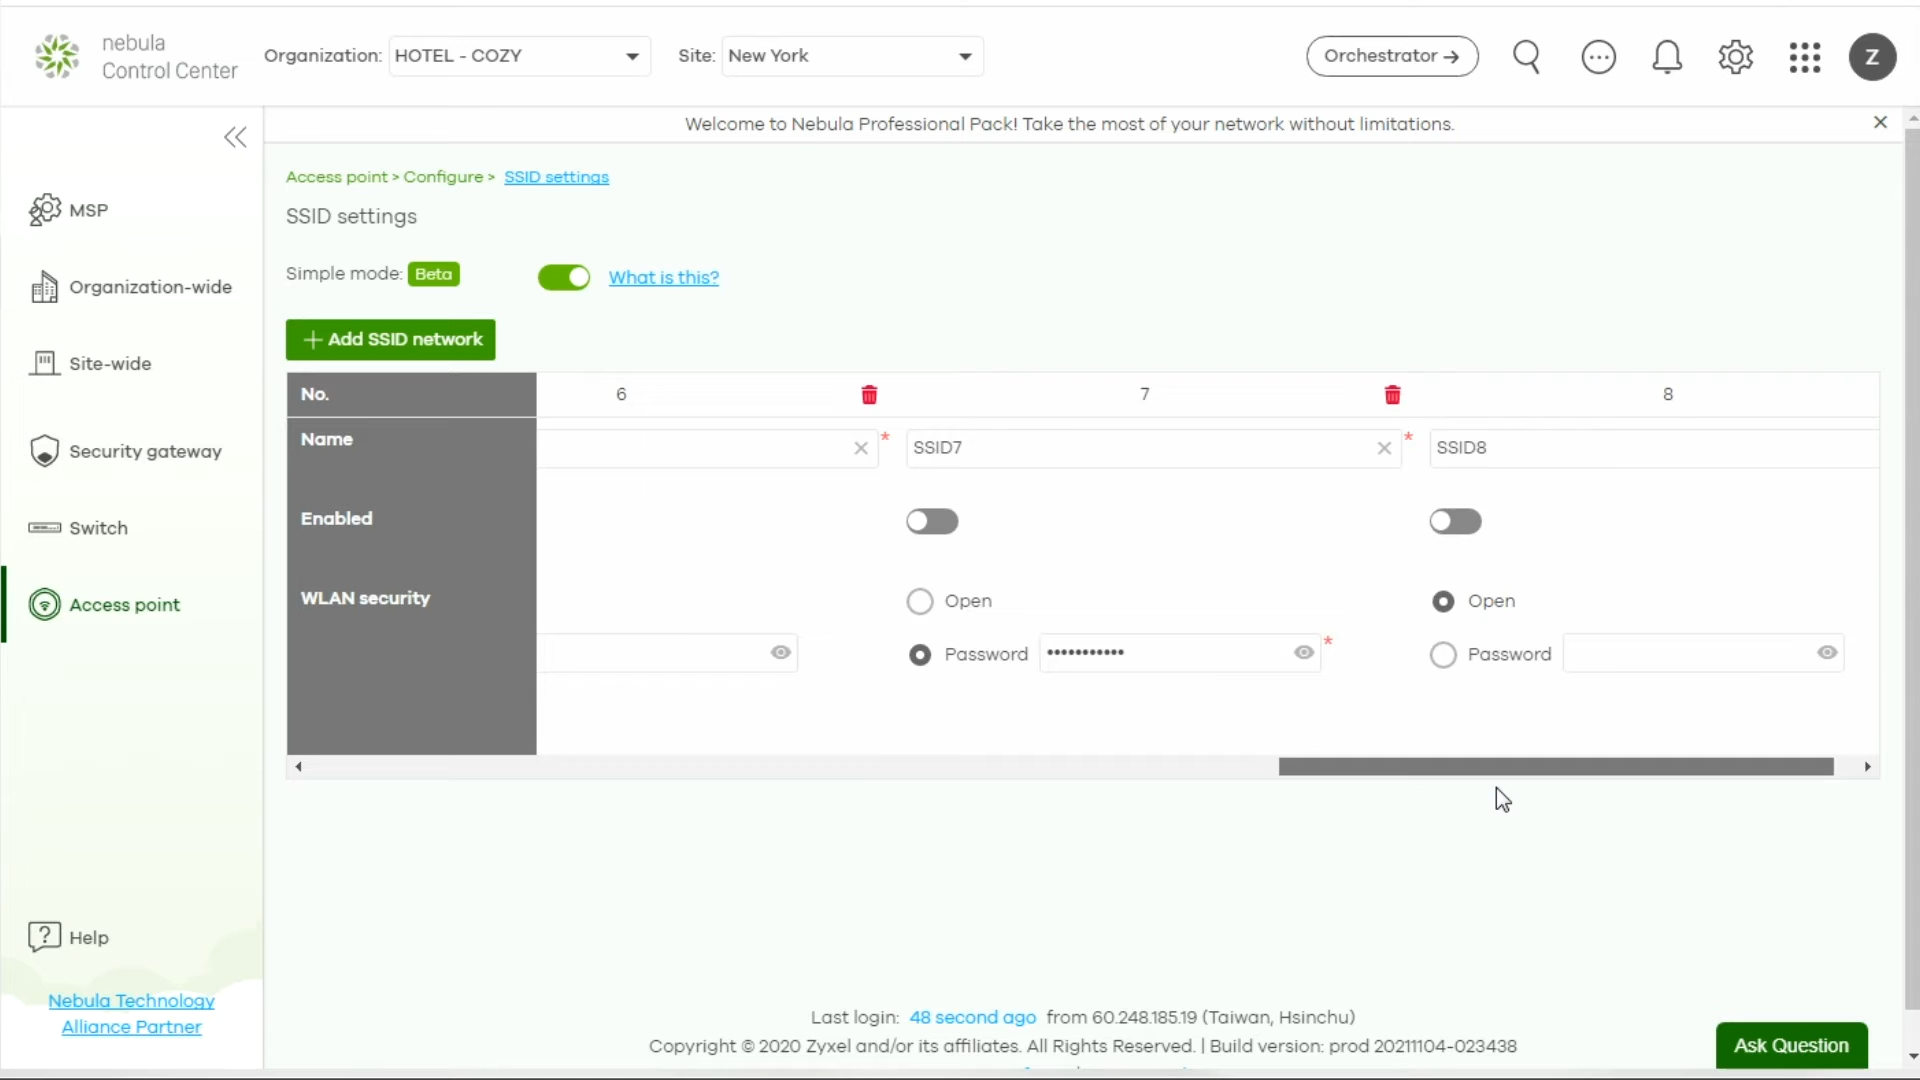 nebula
Control Center
Organization: HOTEL - COZY
Site: New York
Orchestrator →
Z
Welcome to Nebula Professional Pack! Take the most of your network without limitations.
MSP
Organization-wide
Site-wide
Security gateway
Switch
Access point
Help
Nebula Technology
Alliance Partner
Access point > Configure > SSID settings
SSID settings
Simple mode: Beta What is this?
+ Add SSID network
No. 6 7 8
Name SSID7 SSID8
Enabled
WLAN security Open Open
Password ••••••••••• * Password
Last login: 48 second ago from 60.248.185.19 (Taiwan, Hsinchu)
Copyright © 2020 Zyxel and/or its affiliates. All Rights Reserved. | Build version: prod 20211104-023438
Ask Question